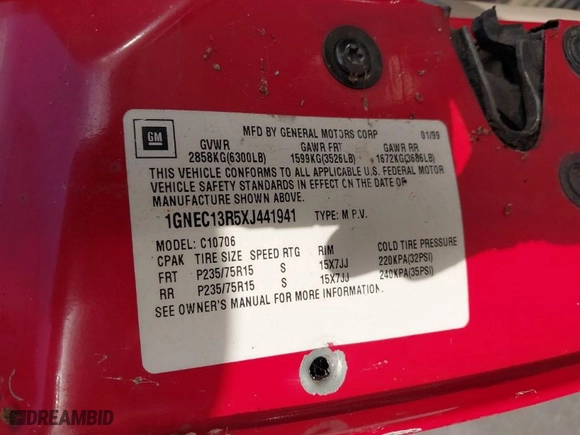 GM
MFD BY GENERAL MOTORS CORP 01/99
GVWR GAWR FRT GAWR RR
2858KG(6300LB) 1599KG(3526LB) 1672KG(3686LB)
THIS VEHICLE CONFORMS TO ALL APPLICABLE U.S. FEDERAL MOTOR
VEHICLE SAFETY STANDARDS IN EFFECT ON THE DATE OF
MANUFACTURE SHOWN ABOVE.
1GNEC13R5XJ441941 TYPE: M.P.V.
MODEL: C10706
CPAK TIRE SIZE SPEED RTG RIM COLD TIRE PRESSURE
FRT P235/75R15 S 15X7JJ 220KPA(32PSI)
RR P235/75R15 S 15X7JJ 240KPA(35PSI)
SEE OWNER'S MANUAL FOR MORE INFORMATION.
DREAMBID